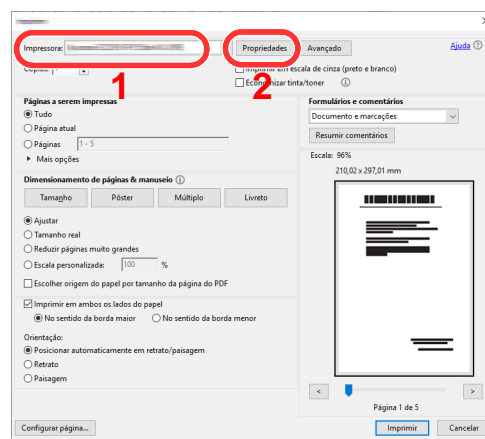 Impressora:
Propriedades
Avançado
Ajuda
1
2
Cópias: 1
Imprimir em escala de cinza (preto e branco)
Economizar tinta/toner
Páginas a serem impressas
Tudo
Página atual
Páginas 1 - 5
Mais opções
Dimensionamento de páginas & manuseio
Tamanho Pôster Múltiplo Livreto
Ajustar
Tamanho real
Reduzir páginas muito grandes
Escala personalizada: 100 %
Escolher origem do papel por tamanho da página do PDF
Imprimir em ambos os lados do papel
No sentido da borda maior No sentido da borda menor
Orientação:
Posicionar automaticamente em retrato/paisagem
Retrato
Paisagem
Formulários e comentários
Documento e marcações
Resumir comentários
Escala: 96%
210,02 x 297,01 mm
< >
Página 1 de 5
Configurar página...
Imprimir
Cancelar